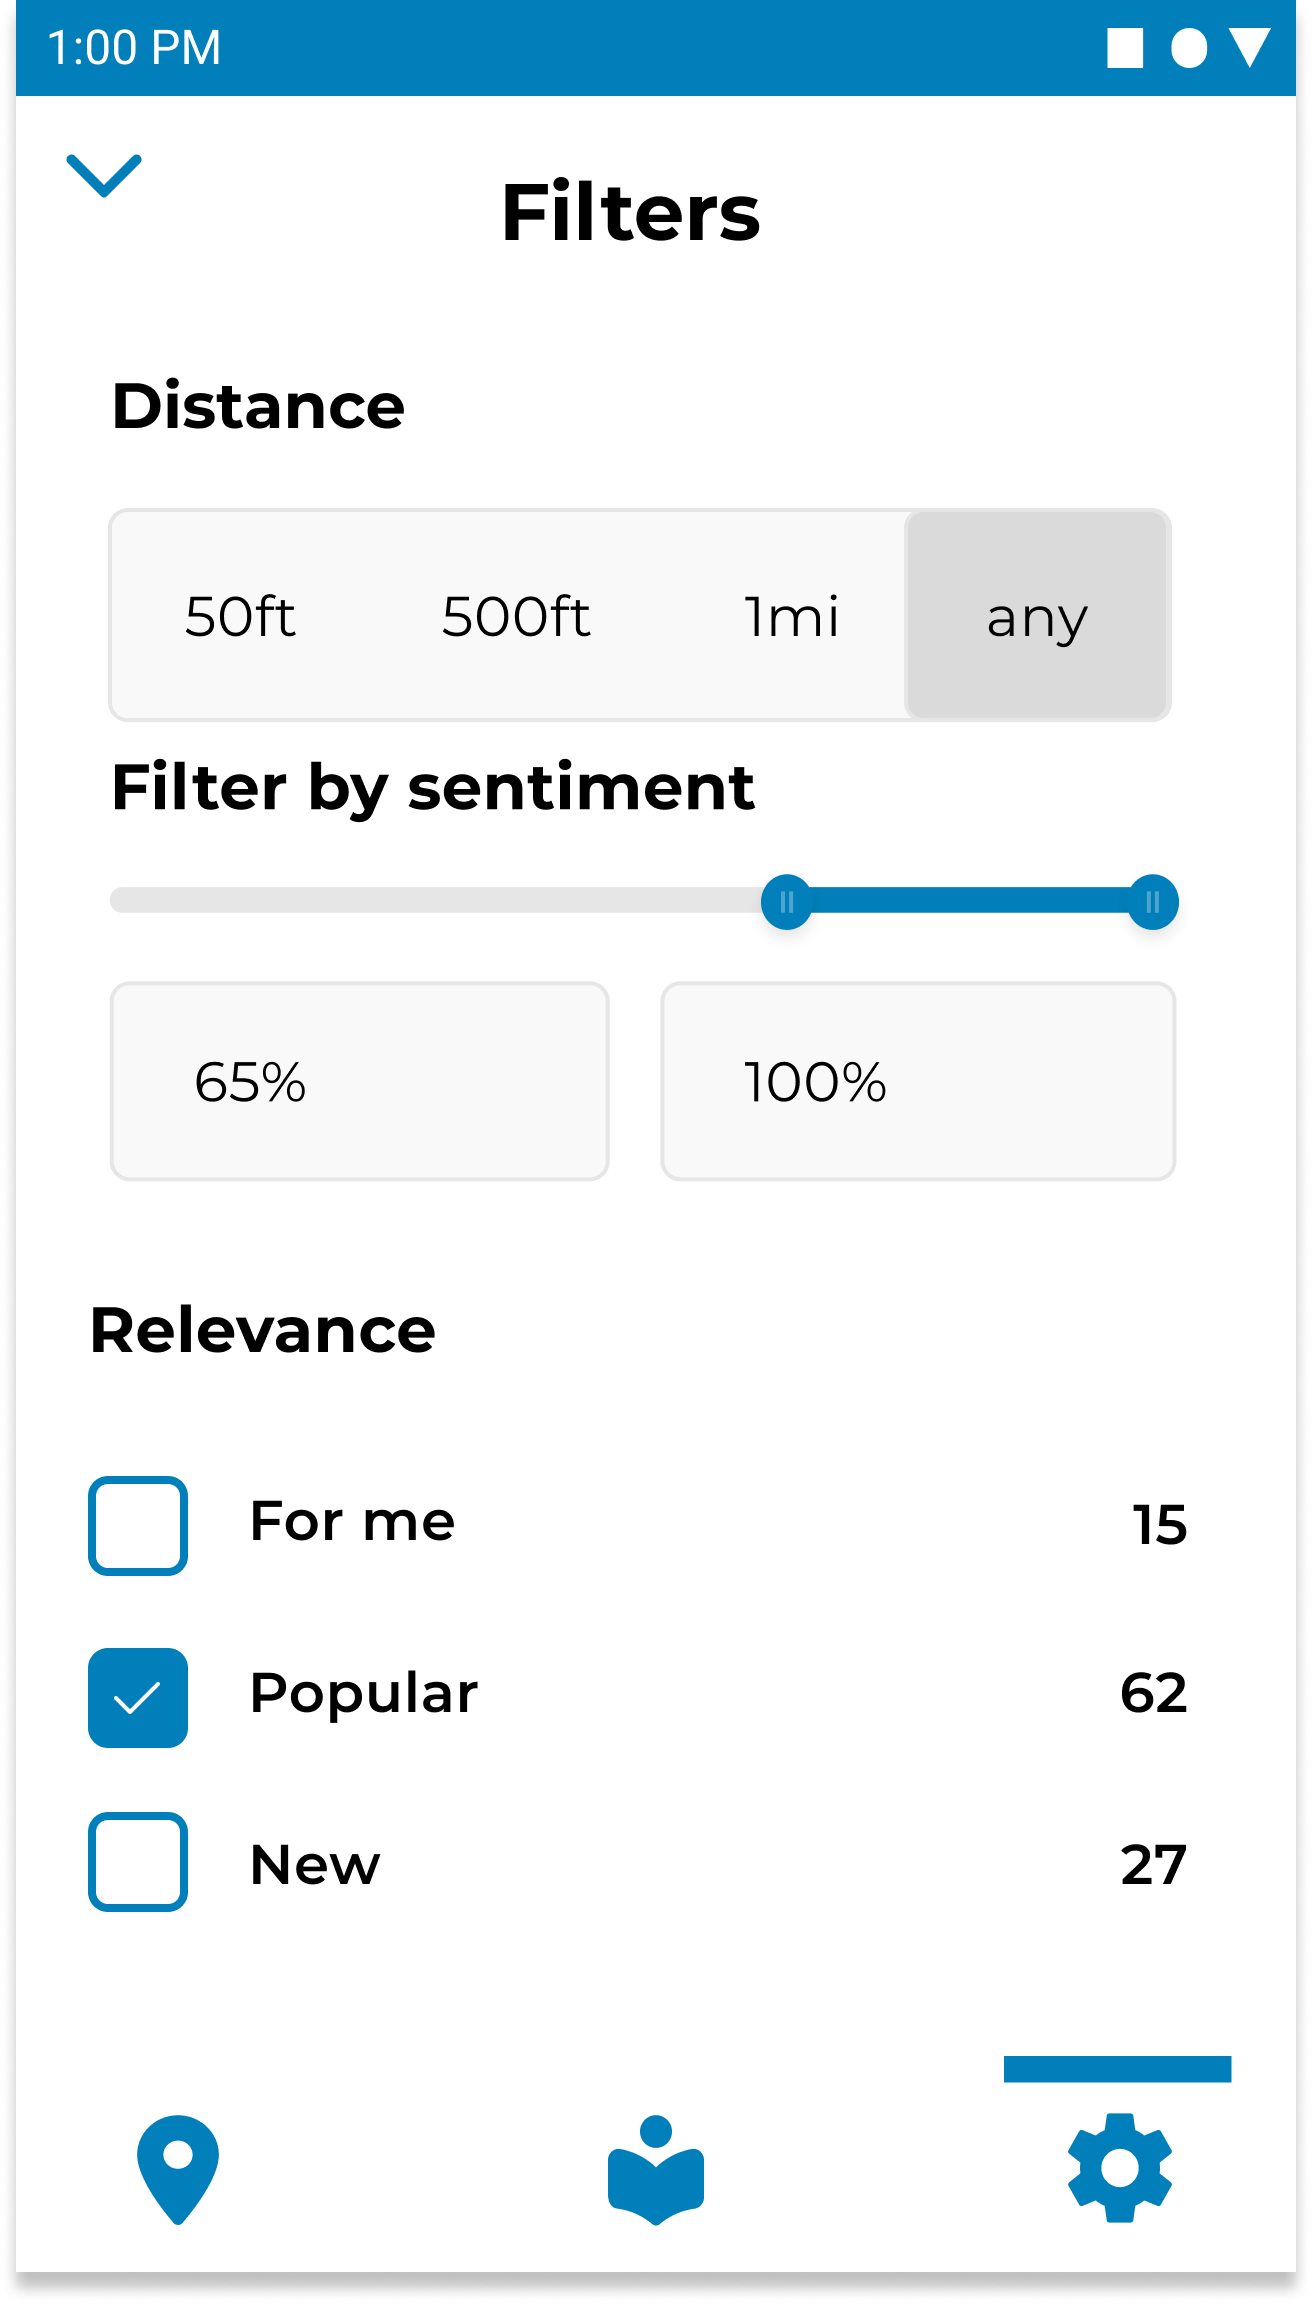 1:00 PM
Filters
Distance
50ft 500ft 1mi any
Filter by sentiment
65% 100%
Relevance
For me 15
Popular 62
New 27